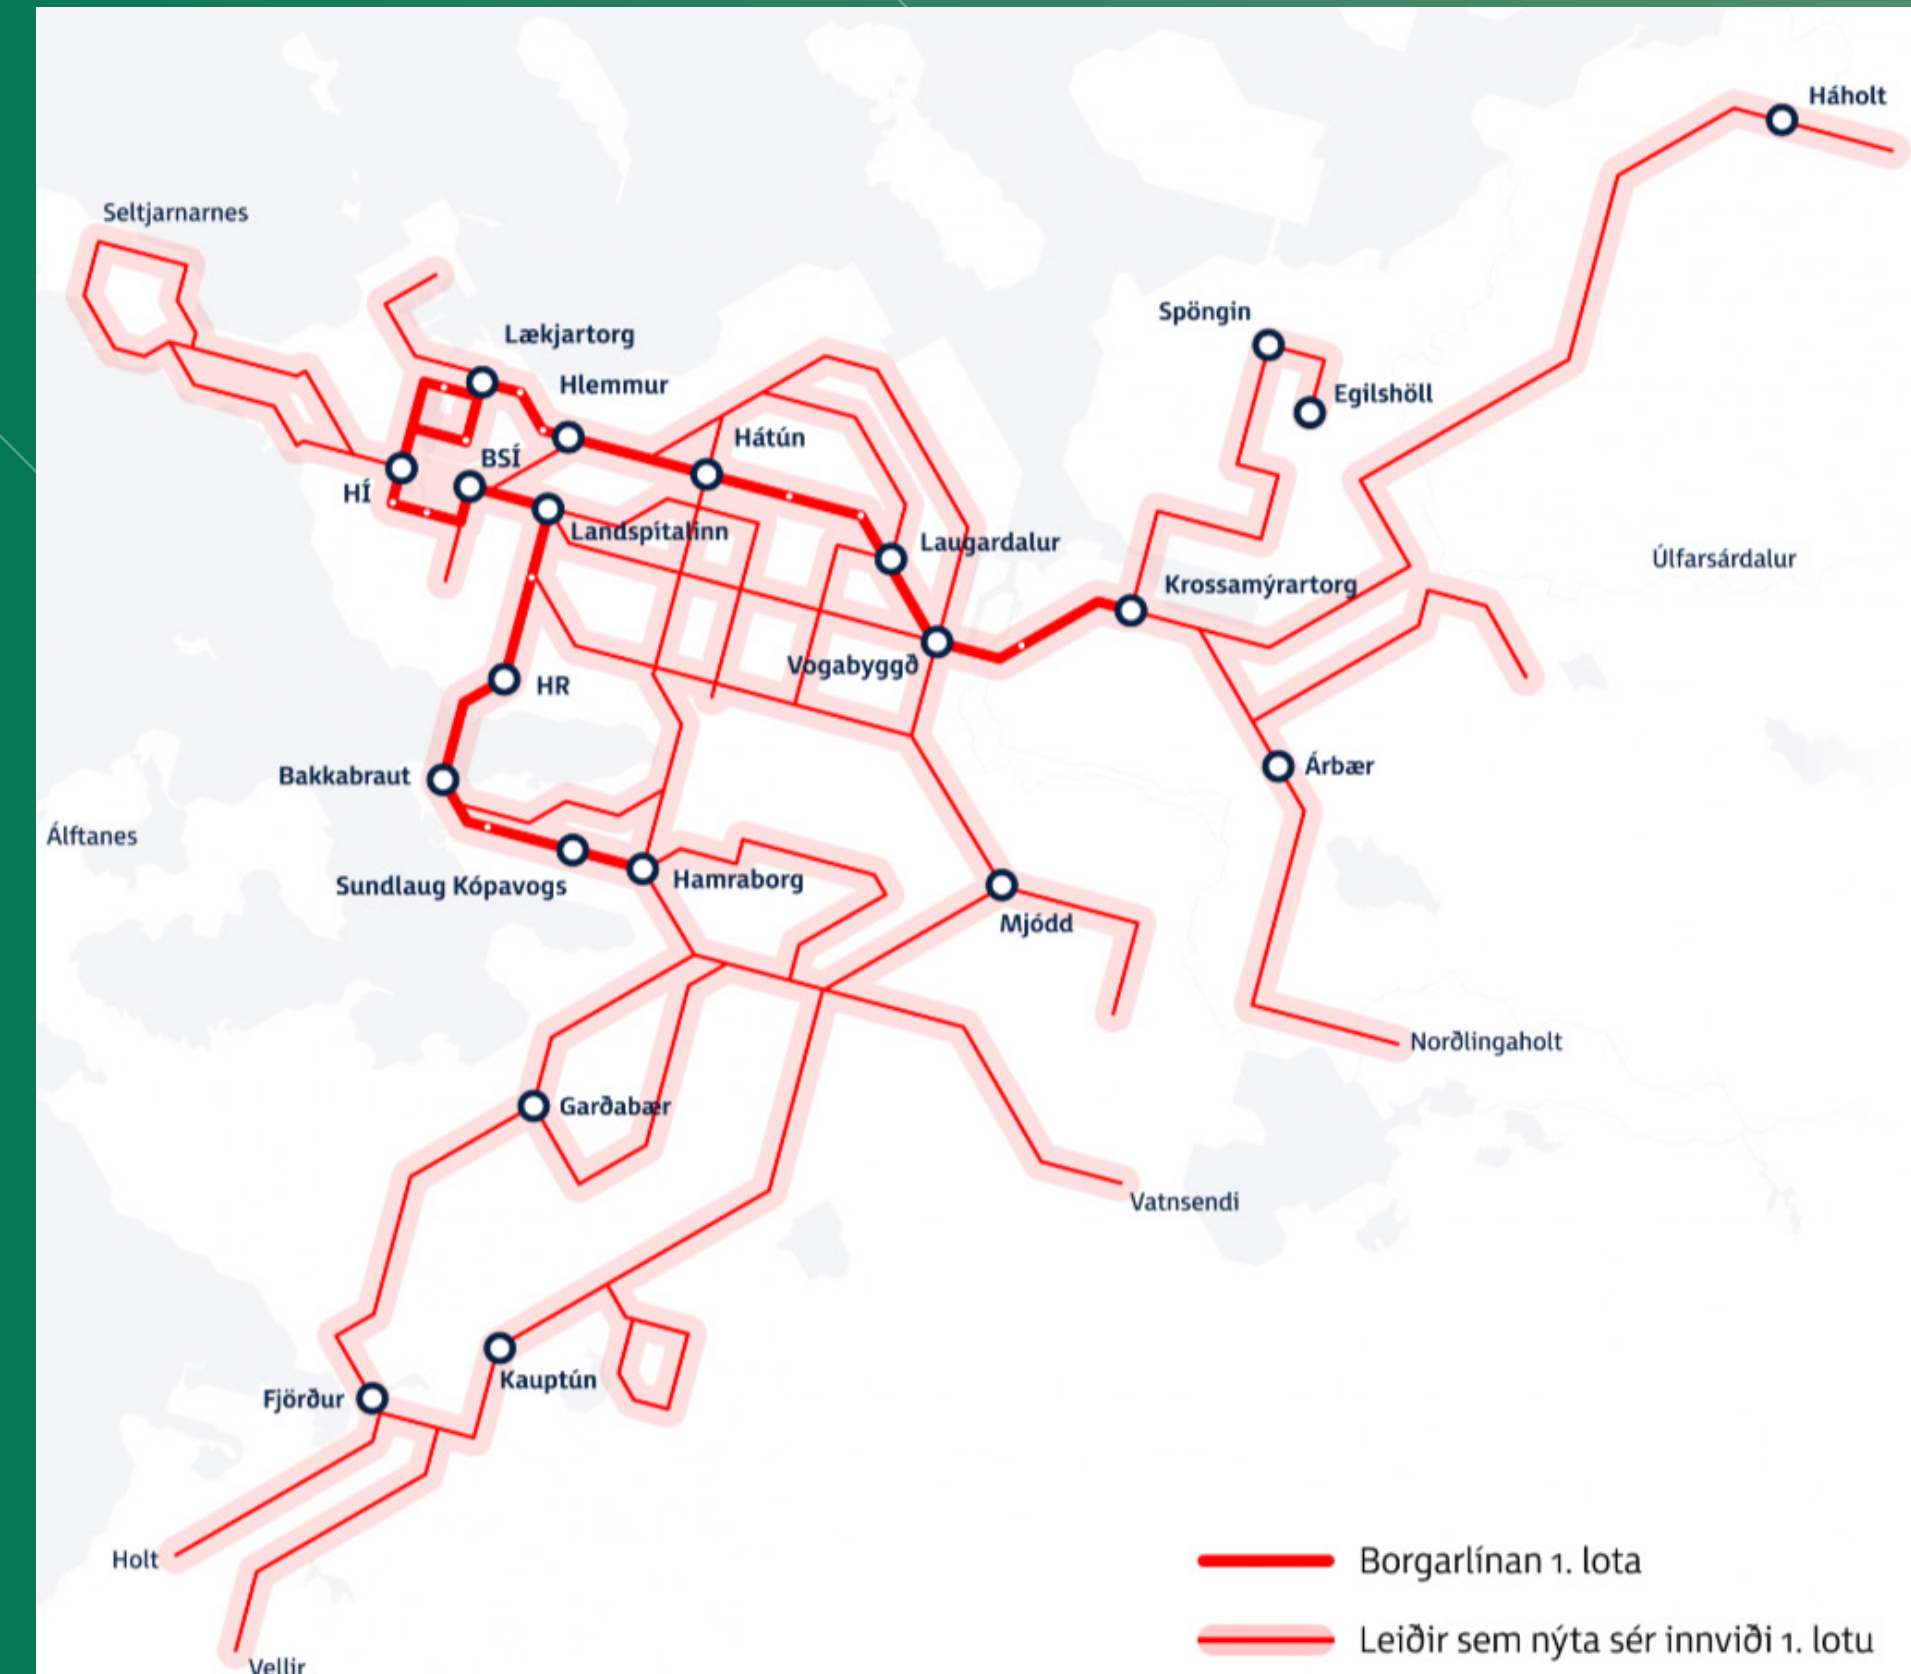 Háholt
Seltjarnarnes
Spöngin
Lækjartorg
Hlemmur
Egilshöll
Hátún
BSÍ
HÍ
Landspítalinn
Laugardalur
Úlfarsárdalur
Krossamýrartorg
Vogabyggð
HR
Bakkabraut
Árbær
Álftanes
Sundlaug Kópavogs
Hamraborg
Mjódd
Norðlingaholt
Garðabær
Vatnsendi
Kauptún
Fjörður
Holt
Borgarlínan 1. lota
Leiðir sem nýta sér innviði 1. lotu
Vellir